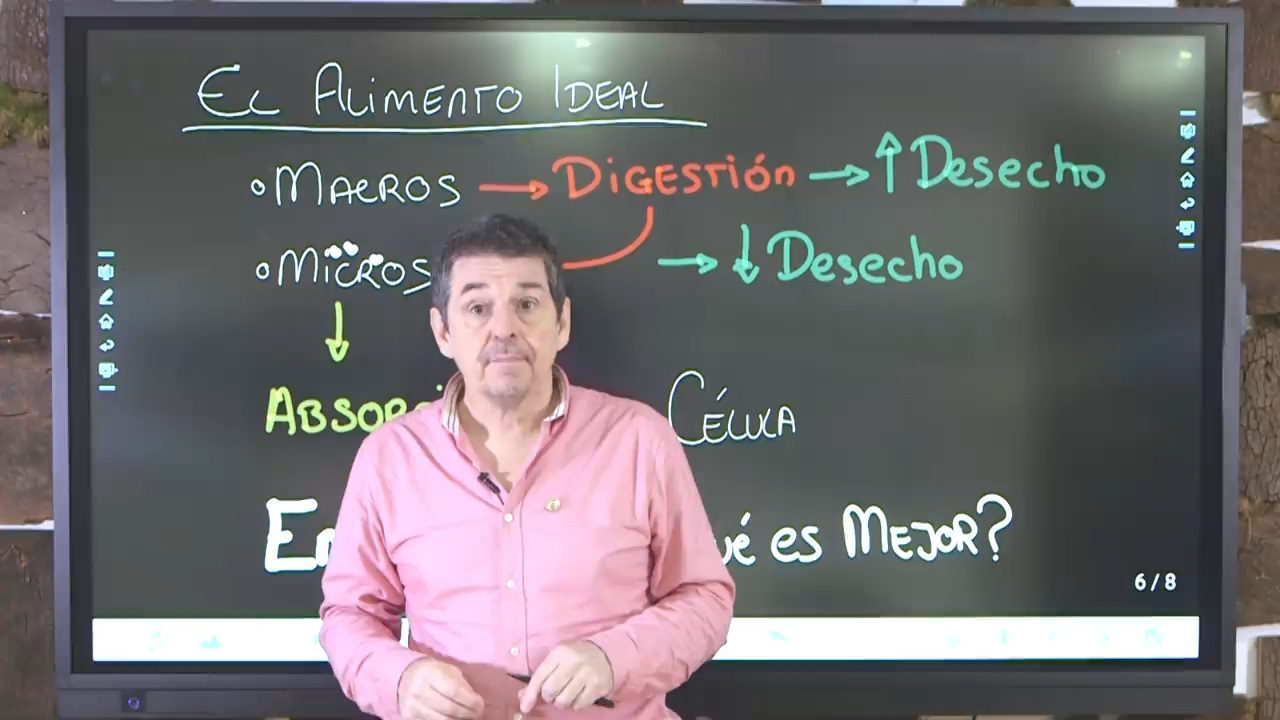 El Alimento Ideal
Macros → Digestión → ↑ Desecho
Micros → ↓ Desecho
↓
Célula
es Mejor?
6/8